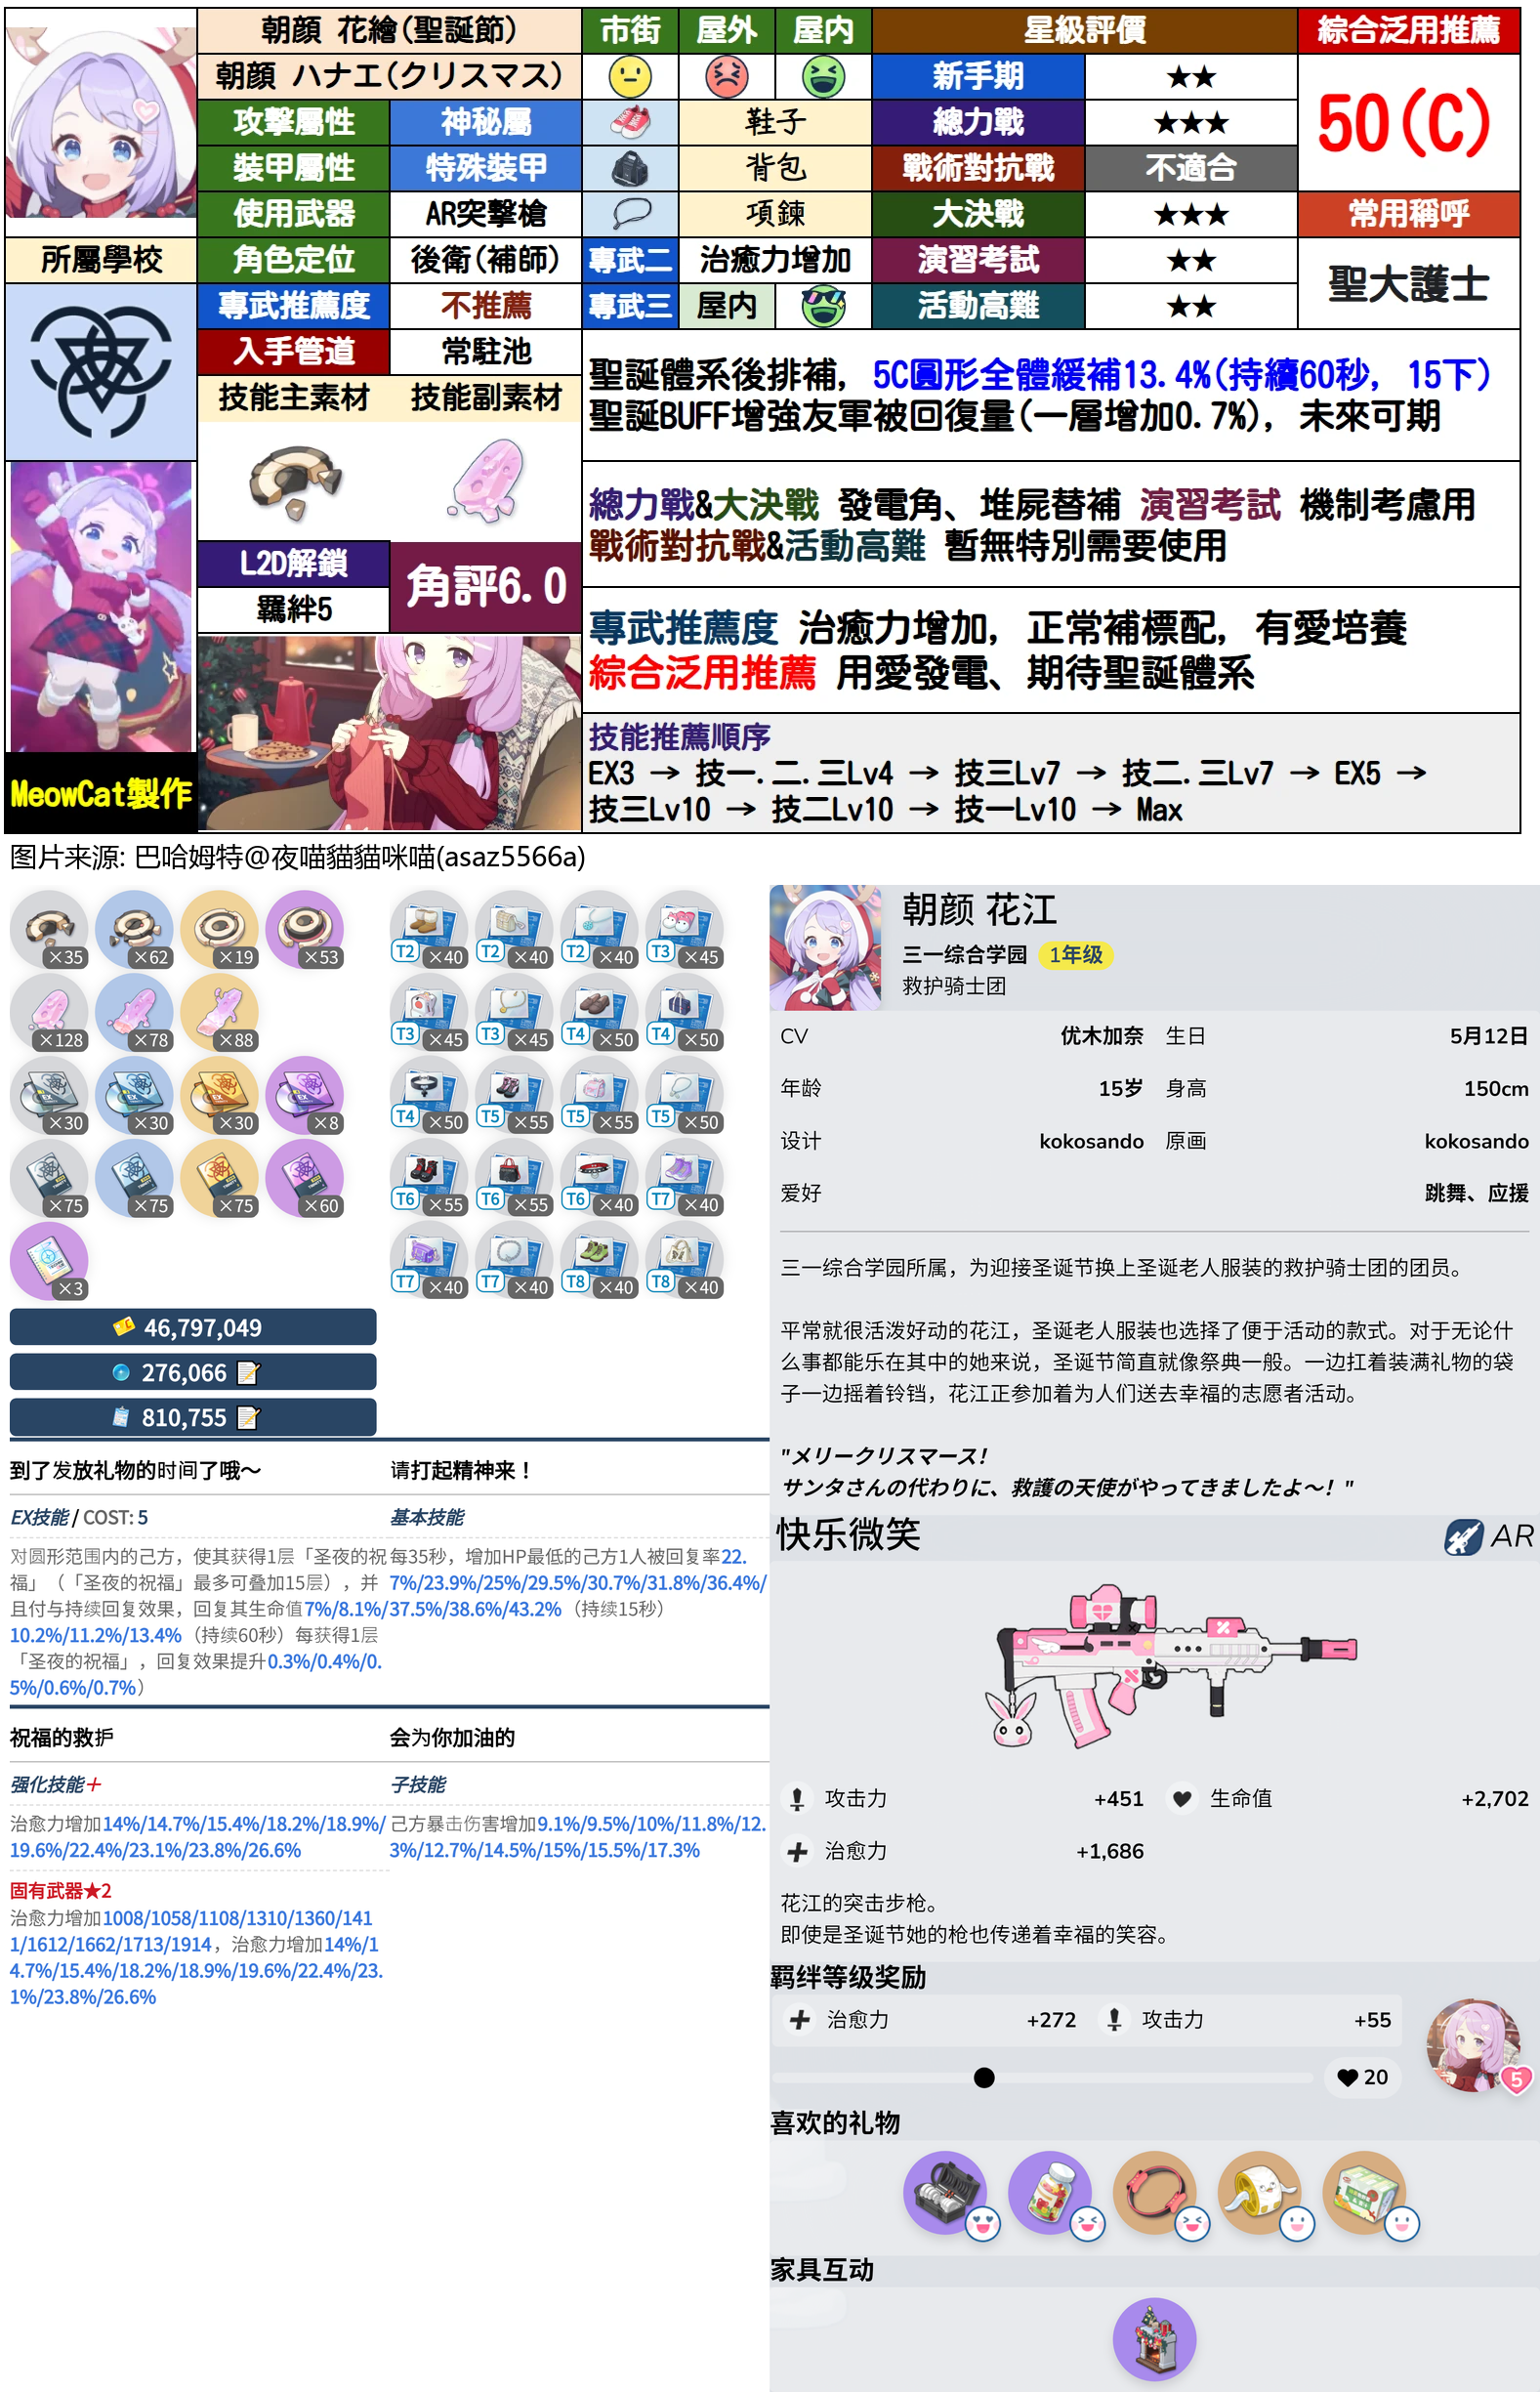 朝顔 花繪(聖誕節)
朝顔 ハナエ(クリスマス)
市街 屋外 屋内 星級評價 綜合泛用推薦
新手期 ★★
50(C)
攻擊屬性 神秘屬 鞋子 總力戰 ★★★
裝甲屬性 特殊裝甲 背包 戰術對抗戰 不適合
使用武器 AR突擊槍 項鍊 大決戰 ★★★ 常用稱呼
所屬學校 角色定位 後衛(補師) 專武二 治癒力增加 演習考試 ★★
聖大護士
專武推薦度 不推薦 專武三 屋内 活動高難 ★★
入手管道 常駐池
技能主素材 技能副素材
聖誕體系後排補, 5C圓形全體緩補13.4%(持續60秒, 15下)
聖誕BUFF增強友軍被回復量(一層增加0.7%), 未來可期
總力戰&大決戰 發電角、堆屍替補 演習考試 機制考慮用
戰術對抗戰&活動高難 暫無特別需要使用
L2D解鎖
羈絆5
角評6.0
專武推薦度 治癒力增加, 正常補標配, 有愛培養
綜合泛用推薦 用愛發電、期待聖誕體系
技能推薦順序
EX3 → 技一.二.三Lv4 → 技三Lv7 → 技二.三Lv7 → EX5 →
技三Lv10 → 技二Lv10 → 技一Lv10 → Max
MeowCat製作
图片来源: 巴哈姆特@夜喵貓貓咪喵(asaz5566a)
×35 ×62 ×19 ×53
×128 ×78 ×88
EX ×30 ×30 ×30 ×8
×75 ×75 ×75 ×60
×3
T2 ×40 T2 ×40 T2 ×40 T3 ×45
T3 ×45 T3 ×45 T4 ×50 T4 ×50
T4 ×50 T5 ×55 T5 ×55 T5 ×50
T6 ×55 T6 ×55 T6 ×40 T7 ×40
T7 ×40 T7 ×40 T8 ×40 T8 ×40
46,797,049
276,066
810,755
到了发放礼物的时间了哦～
EX技能 / COST: 5
对圆形范围内的己方，使其获得1层「圣夜的祝
福」（「圣夜的祝福」最多可叠加15层），并
且付与持续回复效果，回复其生命值7%/8.1%/
10.2%/11.2%/13.4%（持续60秒）每获得1层
「圣夜的祝福」，回复效果提升0.3%/0.4%/0.
5%/0.6%/0.7%）
请打起精神来！
基本技能
每35秒，增加HP最低的己方1人被回复率22.
7%/23.9%/25%/29.5%/30.7%/31.8%/36.4%/
37.5%/38.6%/43.2%（持续15秒）
祝福的救护
强化技能＋
治愈力增加14%/14.7%/15.4%/18.2%/18.9%/
19.6%/22.4%/23.1%/23.8%/26.6%
固有武器★2
治愈力增加1008/1058/1108/1310/1360/141
1/1612/1662/1713/1914，治愈力增加14%/1
4.7%/15.4%/18.2%/18.9%/19.6%/22.4%/23.
1%/23.8%/26.6%
会为你加油的
子技能
己方暴击伤害增加9.1%/9.5%/10%/11.8%/12.
3%/12.7%/14.5%/15%/15.5%/17.3%
朝颜 花江
三一综合学园 1年级
救护骑士团
CV 优木加奈 生日 5月12日
年龄 15岁 身高 150cm
设计 kokosando 原画 kokosando
爱好 跳舞、应援
三一综合学园所属，为迎接圣诞节换上圣诞老人服装的救护骑士团的团员。
平常就很活泼好动的花江，圣诞老人服装也选择了便于活动的款式。对于无论什
么事都能乐在其中的她来说，圣诞节简直就像祭典一般。一边扛着装满礼物的袋
子一边摇着铃铛，花江正参加着为人们送去幸福的志愿者活动。
"メリークリスマース！
サンタさんの代わりに、救護の天使がやってきましたよ～！"
快乐微笑 AR
攻击力 +451 生命值 +2,702
治愈力 +1,686
花江的突击步枪。
即使是圣诞节她的枪也传递着幸福的笑容。
羁绊等级奖励
治愈力 +272 攻击力 +55
20
5
喜欢的礼物
家具互动